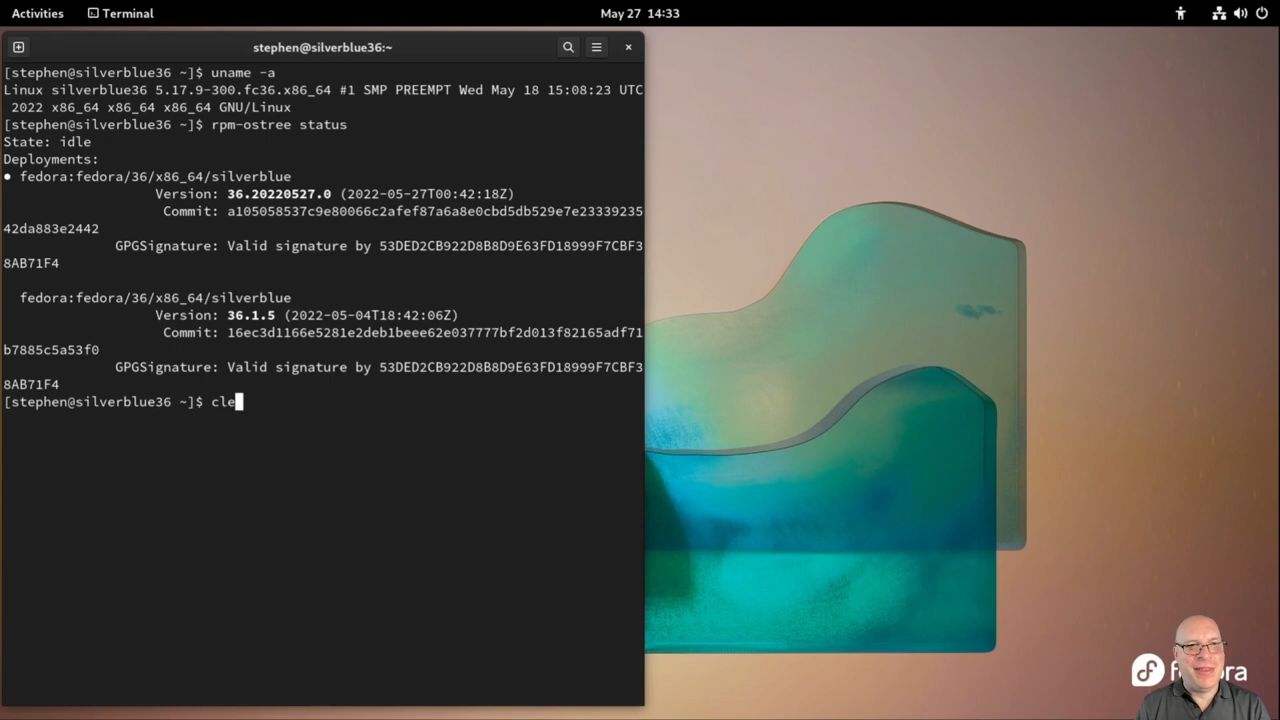 Activities Terminal May 27 14:33
stephen@silverblue36:~
[stephen@silverblue36 ~]$ uname -a
Linux silverblue36 5.17.9-300.fc36.x86_64 #1 SMP PREEMPT Wed May 18 15:08:23 UTC
2022 x86_64 x86_64 x86_64 GNU/Linux
[stephen@silverblue36 ~]$ rpm-ostree status
State: idle
Deployments:
● fedora:fedora/36/x86_64/silverblue
Version: 36.20220527.0 (2022-05-27T00:42:18Z)
Commit: a105058537c9e80066c2afef87a6a8e0cbd5db529e7e23339235
42da883e2442
GPGSignature: Valid signature by 53DED2CB922D8B8D9E63FD18999F7CBF3
8AB71F4
fedora:fedora/36/x86_64/silverblue
Version: 36.1.5 (2022-05-04T18:42:06Z)
Commit: 16ec3d1166e5281e2deb1beee62e037777bf2d013f82165adf71
b7885c5a53f0
GPGSignature: Valid signature by 53DED2CB922D8B8D9E63FD18999F7CBF3
8AB71F4
[stephen@silverblue36 ~]$ cle